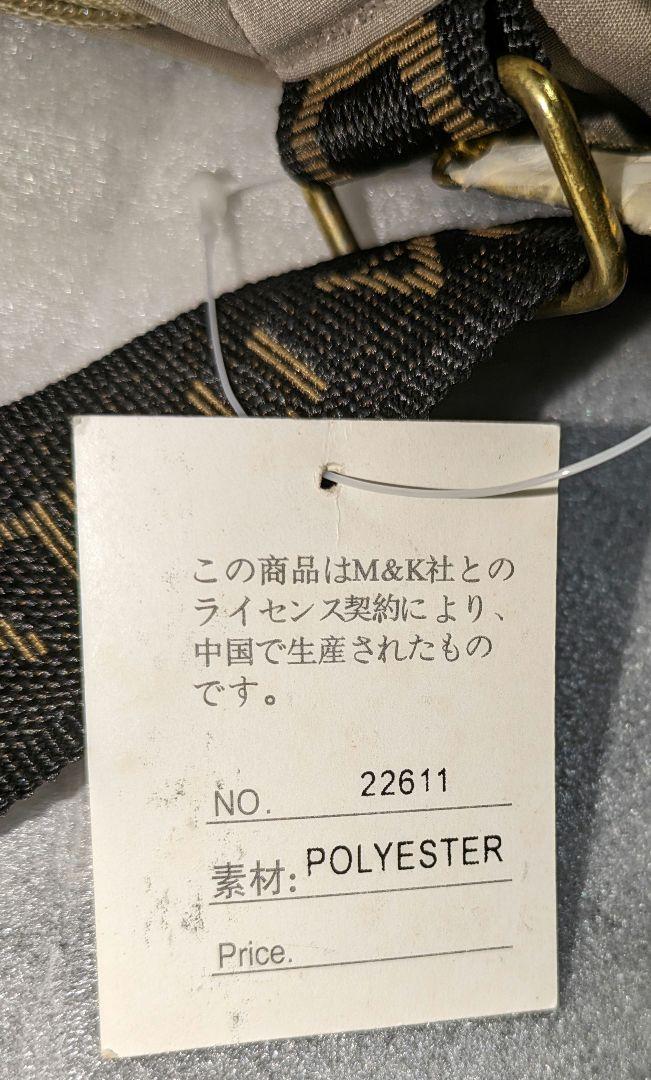 この商品はM&K社との
ライセンス契約により、
中国で生産されたもの
です。
NO. 22611
素材: POLYESTER
Price.